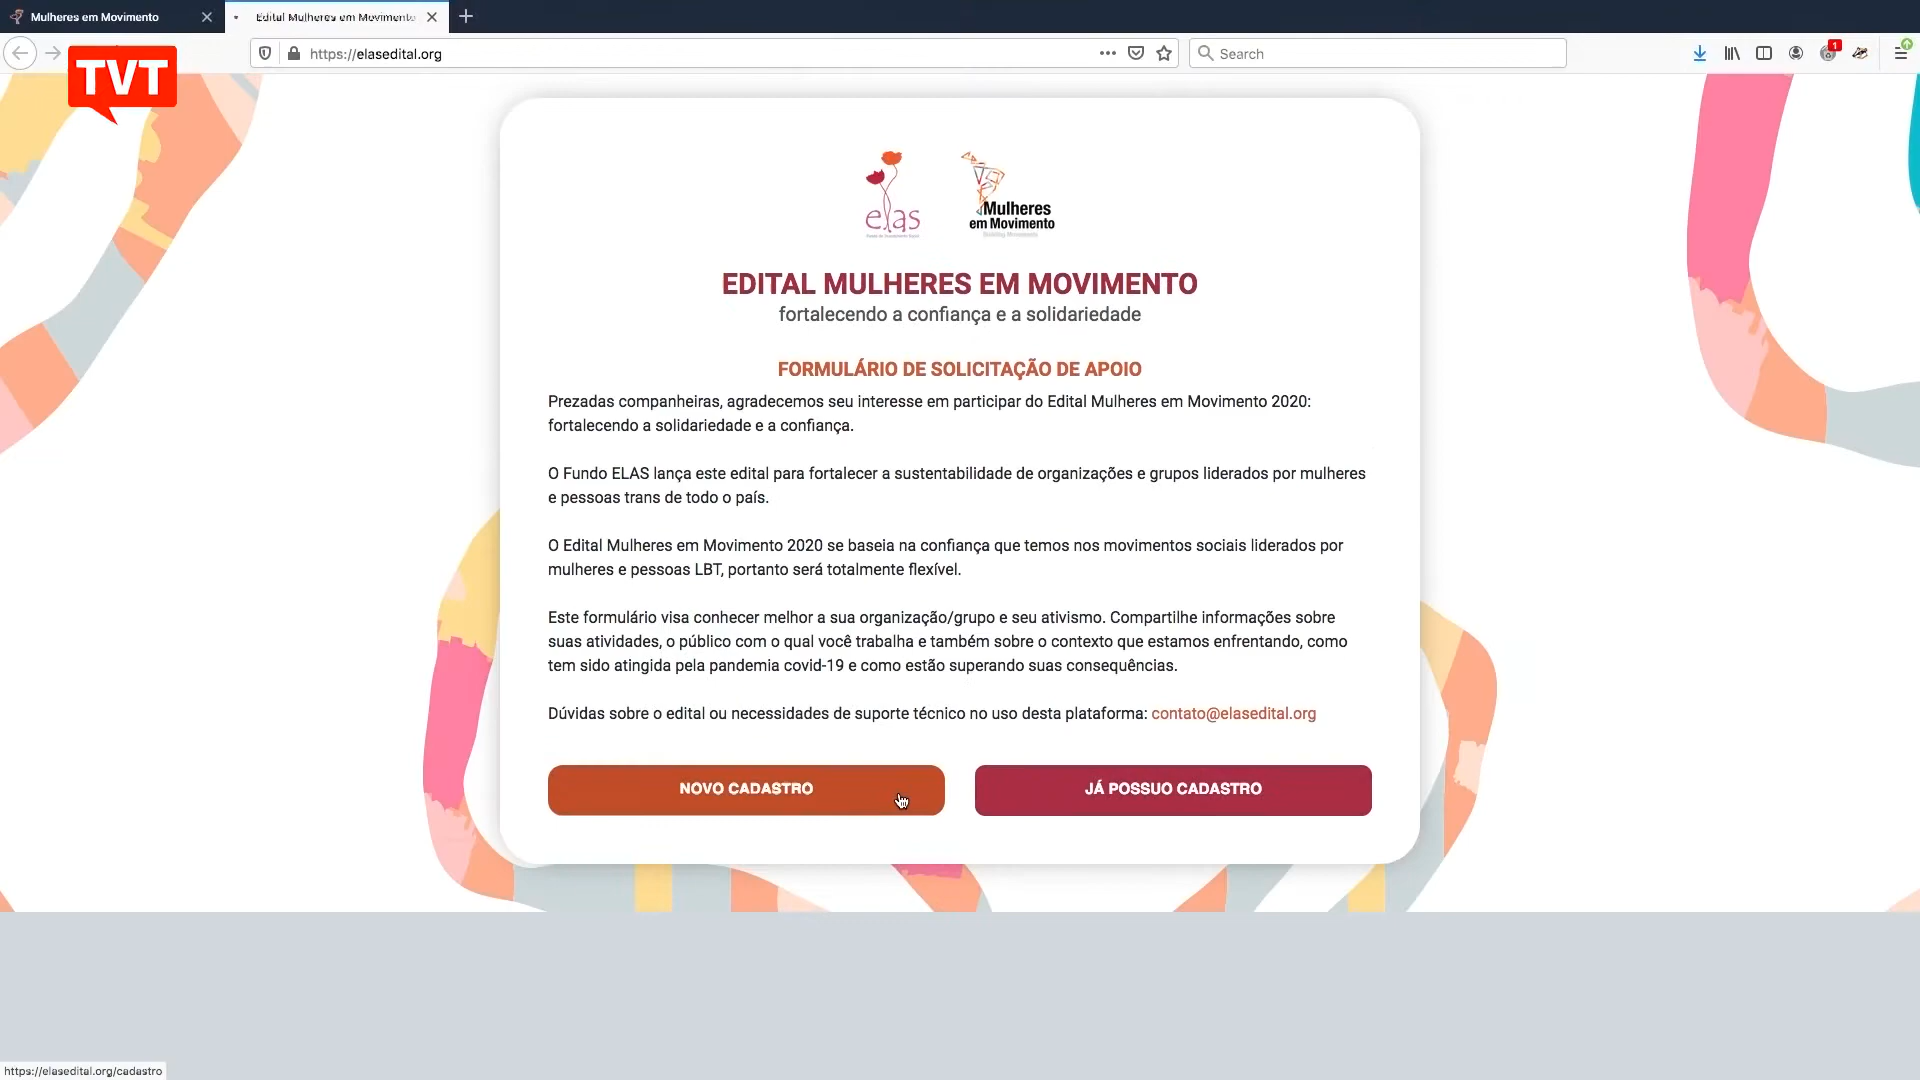 Mulheres em Movimento
Edital Mulheres em Movimento
https://elasedital.org
Search
1
TVT
elas
Mulheres
em Movimento
EDITAL MULHERES EM MOVIMENTO
fortalecendo a confiança e a solidariedade
FORMULÁRIO DE SOLICITAÇÃO DE APOIO
Prezadas companheiras, agradecemos seu interesse em participar do Edital Mulheres em Movimento 2020:
fortalecendo a solidariedade e a confiança.
O Fundo ELAS lança este edital para fortalecer a sustentabilidade de organizações e grupos liderados por mulheres
e pessoas trans de todo o país.
O Edital Mulheres em Movimento 2020 se baseia na confiança que temos nos movimentos sociais liderados por
mulheres e pessoas LBT, portanto será totalmente flexível.
Este formulário visa conhecer melhor a sua organização/grupo e seu ativismo. Compartilhe informações sobre
suas atividades, o público com o qual você trabalha e também sobre o contexto que estamos enfrentando, como
tem sido atingida pela pandemia covid-19 e como estão superando suas consequências.
Dúvidas sobre o edital ou necessidades de suporte técnico no uso desta plataforma: contato@elasedital.org
NOVO CADASTRO
JÁ POSSUO CADASTRO
https://elasedital.org/cadastro